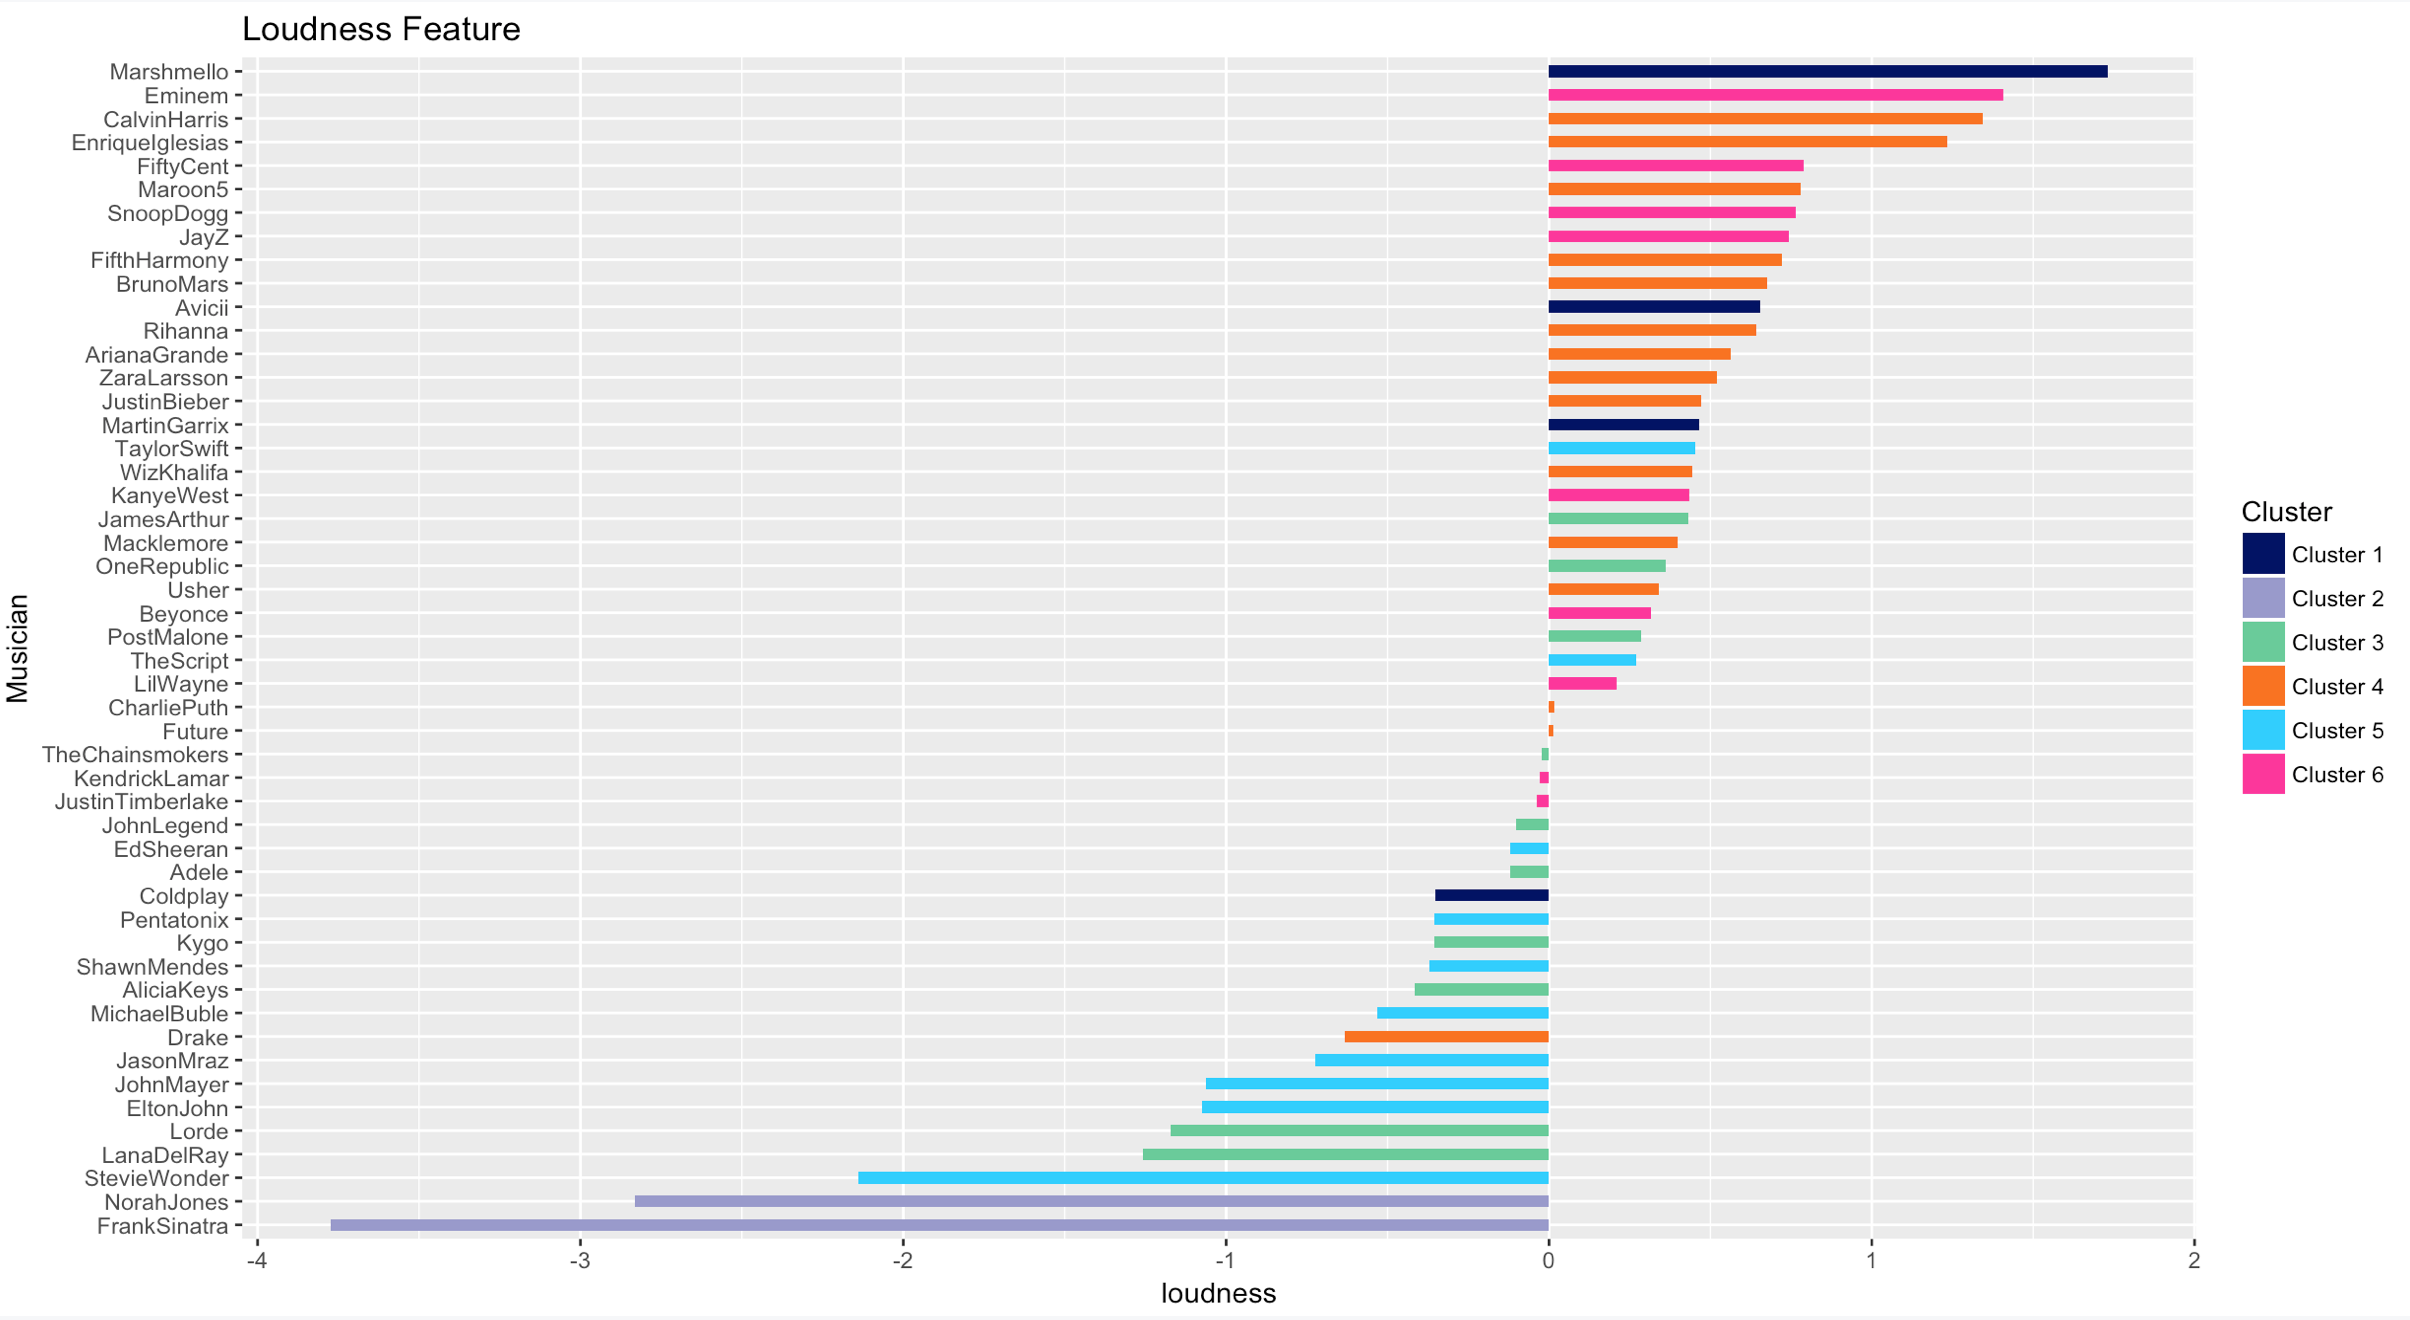 Loudness Feature
Marshmello
Eminem
CalvinHarris
EnriqueIglesias
FiftyCent
Maroon5
SnoopDogg
JayZ
FifthHarmony
BrunoMars
Avicii
Rihanna
ArianaGrande
ZaraLarsson
JustinBieber
MartinGarrix
TaylorSwift
WizKhalifa
KanyeWest
JamesArthur
Macklemore
OneRepublic
Usher
Beyonce
PostMalone
TheScript
LilWayne
CharliePuth
Future
TheChainsmokers
KendrickLamar
JustinTimberlake
JohnLegend
EdSheeran
Adele
Coldplay
Pentatonix
Kygo
ShawnMendes
AliciaKeys
MichaelBuble
Drake
JasonMraz
JohnMayer
EltonJohn
Lorde
LanaDelRay
StevieWonder
NorahJones
FrankSinatra
Musician
-4 -3 -2 -1 0 1 2
loudness
Cluster
Cluster 1
Cluster 2
Cluster 3
Cluster 4
Cluster 5
Cluster 6